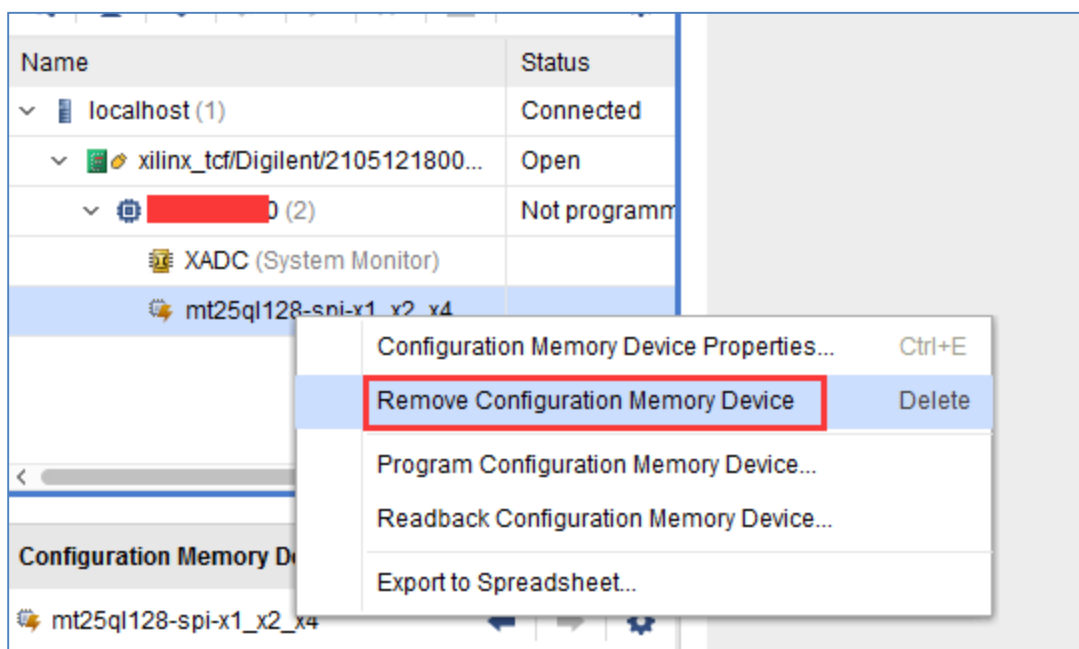 Name Status
localhost (1) Connected
xilinx_tcf/Digilent/2105121800... Open
0 (2) Not programm
XADC (System Monitor)
mt25ql128-spi-x1_x2_x4
Configuration Memory Device Properties... Ctrl+E
Remove Configuration Memory Device Delete
Program Configuration Memory Device...
Readback Configuration Memory Device...
Export to Spreadsheet...
Configuration Memory De
mt25ql128-spi-x1_x2_x4